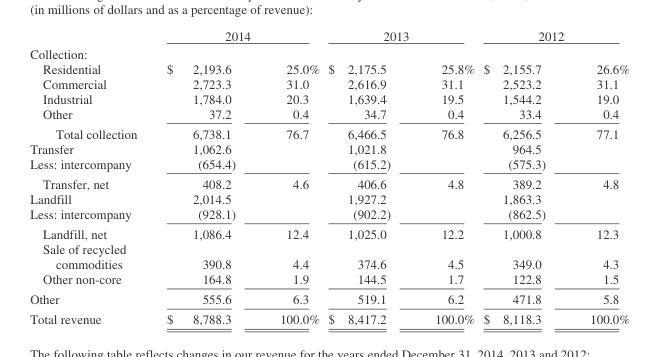 (in millions of dollars and as a percentage of revenue):
2014 2013 2012
Collection:
Residential $ 2,193.6 25.0% $ 2,175.5 25.8% $ 2,155.7 26.6%
Commercial 2,723.3 31.0 2,616.9 31.1 2,523.2 31.1
Industrial 1,784.0 20.3 1,639.4 19.5 1,544.2 19.0
Other 37.2 0.4 34.7 0.4 33.4 0.4
Total collection 6,738.1 76.7 6,466.5 76.8 6,256.5 77.1
Transfer 1,062.6 1,021.8 964.5
Less: intercompany (654.4) (615.2) (575.3)
Transfer, net 408.2 4.6 406.6 4.8 389.2 4.8
Landfill 2,014.5 1,927.2 1,863.3
Less: intercompany (928.1) (902.2) (862.5)
Landfill, net 1,086.4 12.4 1,025.0 12.2 1,000.8 12.3
Sale of recycled
commodities 390.8 4.4 374.6 4.5 349.0 4.3
Other non-core 164.8 1.9 144.5 1.7 122.8 1.5
Other 555.6 6.3 519.1 6.2 471.8 5.8
Total revenue $ 8,788.3 100.0% $ 8,417.2 100.0% $ 8,118.3 100.0%
The following table reflects changes in our revenue for the years ended December 31, 2014, 2013 and 2012: